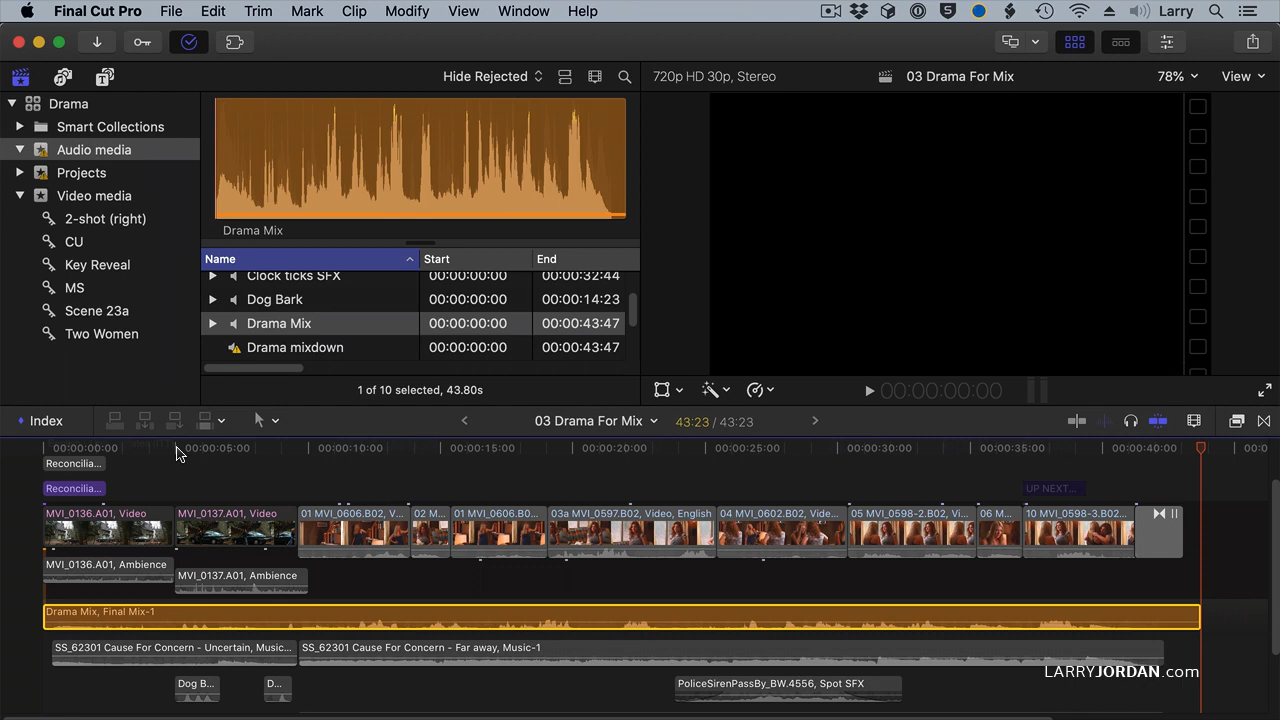 Final Cut Pro File Edit Trim Mark Clip Modify View Window Help Larry
Hide Rejected 720p HD 30p, Stereo 03 Drama For Mix 78% View
Drama
Smart Collections
Audio media
Projects
Video media
2-shot (right)
CU
Key Reveal
MS
Scene 23a
Two Women
Drama Mix
Name Start End
Clock ticks SFX 00:00:00:00 00:00:32:44
Dog Bark 00:00:00:00 00:00:14:23
Drama Mix 00:00:00:00 00:00:43:47
Drama mixdown 00:00:00:00 00:00:43:47
1 of 10 selected, 43.80s
00:00:00:00
Index 03 Drama For Mix 43:23 / 43:23
00:00:00:00 00:00:05:00 00:00:10:00 00:00:15:00 00:00:20:00 00:00:25:00 00:00:30:00 00:00:35:00 00:00:40:00 00:0
Reconcilia...
Reconcilia... UP NEXT...
MVI_0136.A01, Video MVI_0137.A01, Video 01 MVI_0606.B02, V... 02 M... 01 MVI_0606.B0... 03a MVI_0597.B02, Video, English 04 MVI_0602.B02, Vide... 05 MVI_0598-2.B02, Vi... 06 M... 10 MVI_0598-3.B02...
MVI_0136.A01, Ambience
MVI_0137.A01, Ambience
Drama Mix, Final Mix-1
SS_62301 Cause For Concern - Uncertain, Music... SS_62301 Cause For Concern - Far away, Music-1
LARRYJORDAN.com
Dog B... D... PoliceSirenPassBy_BW.4556, Spot SFX